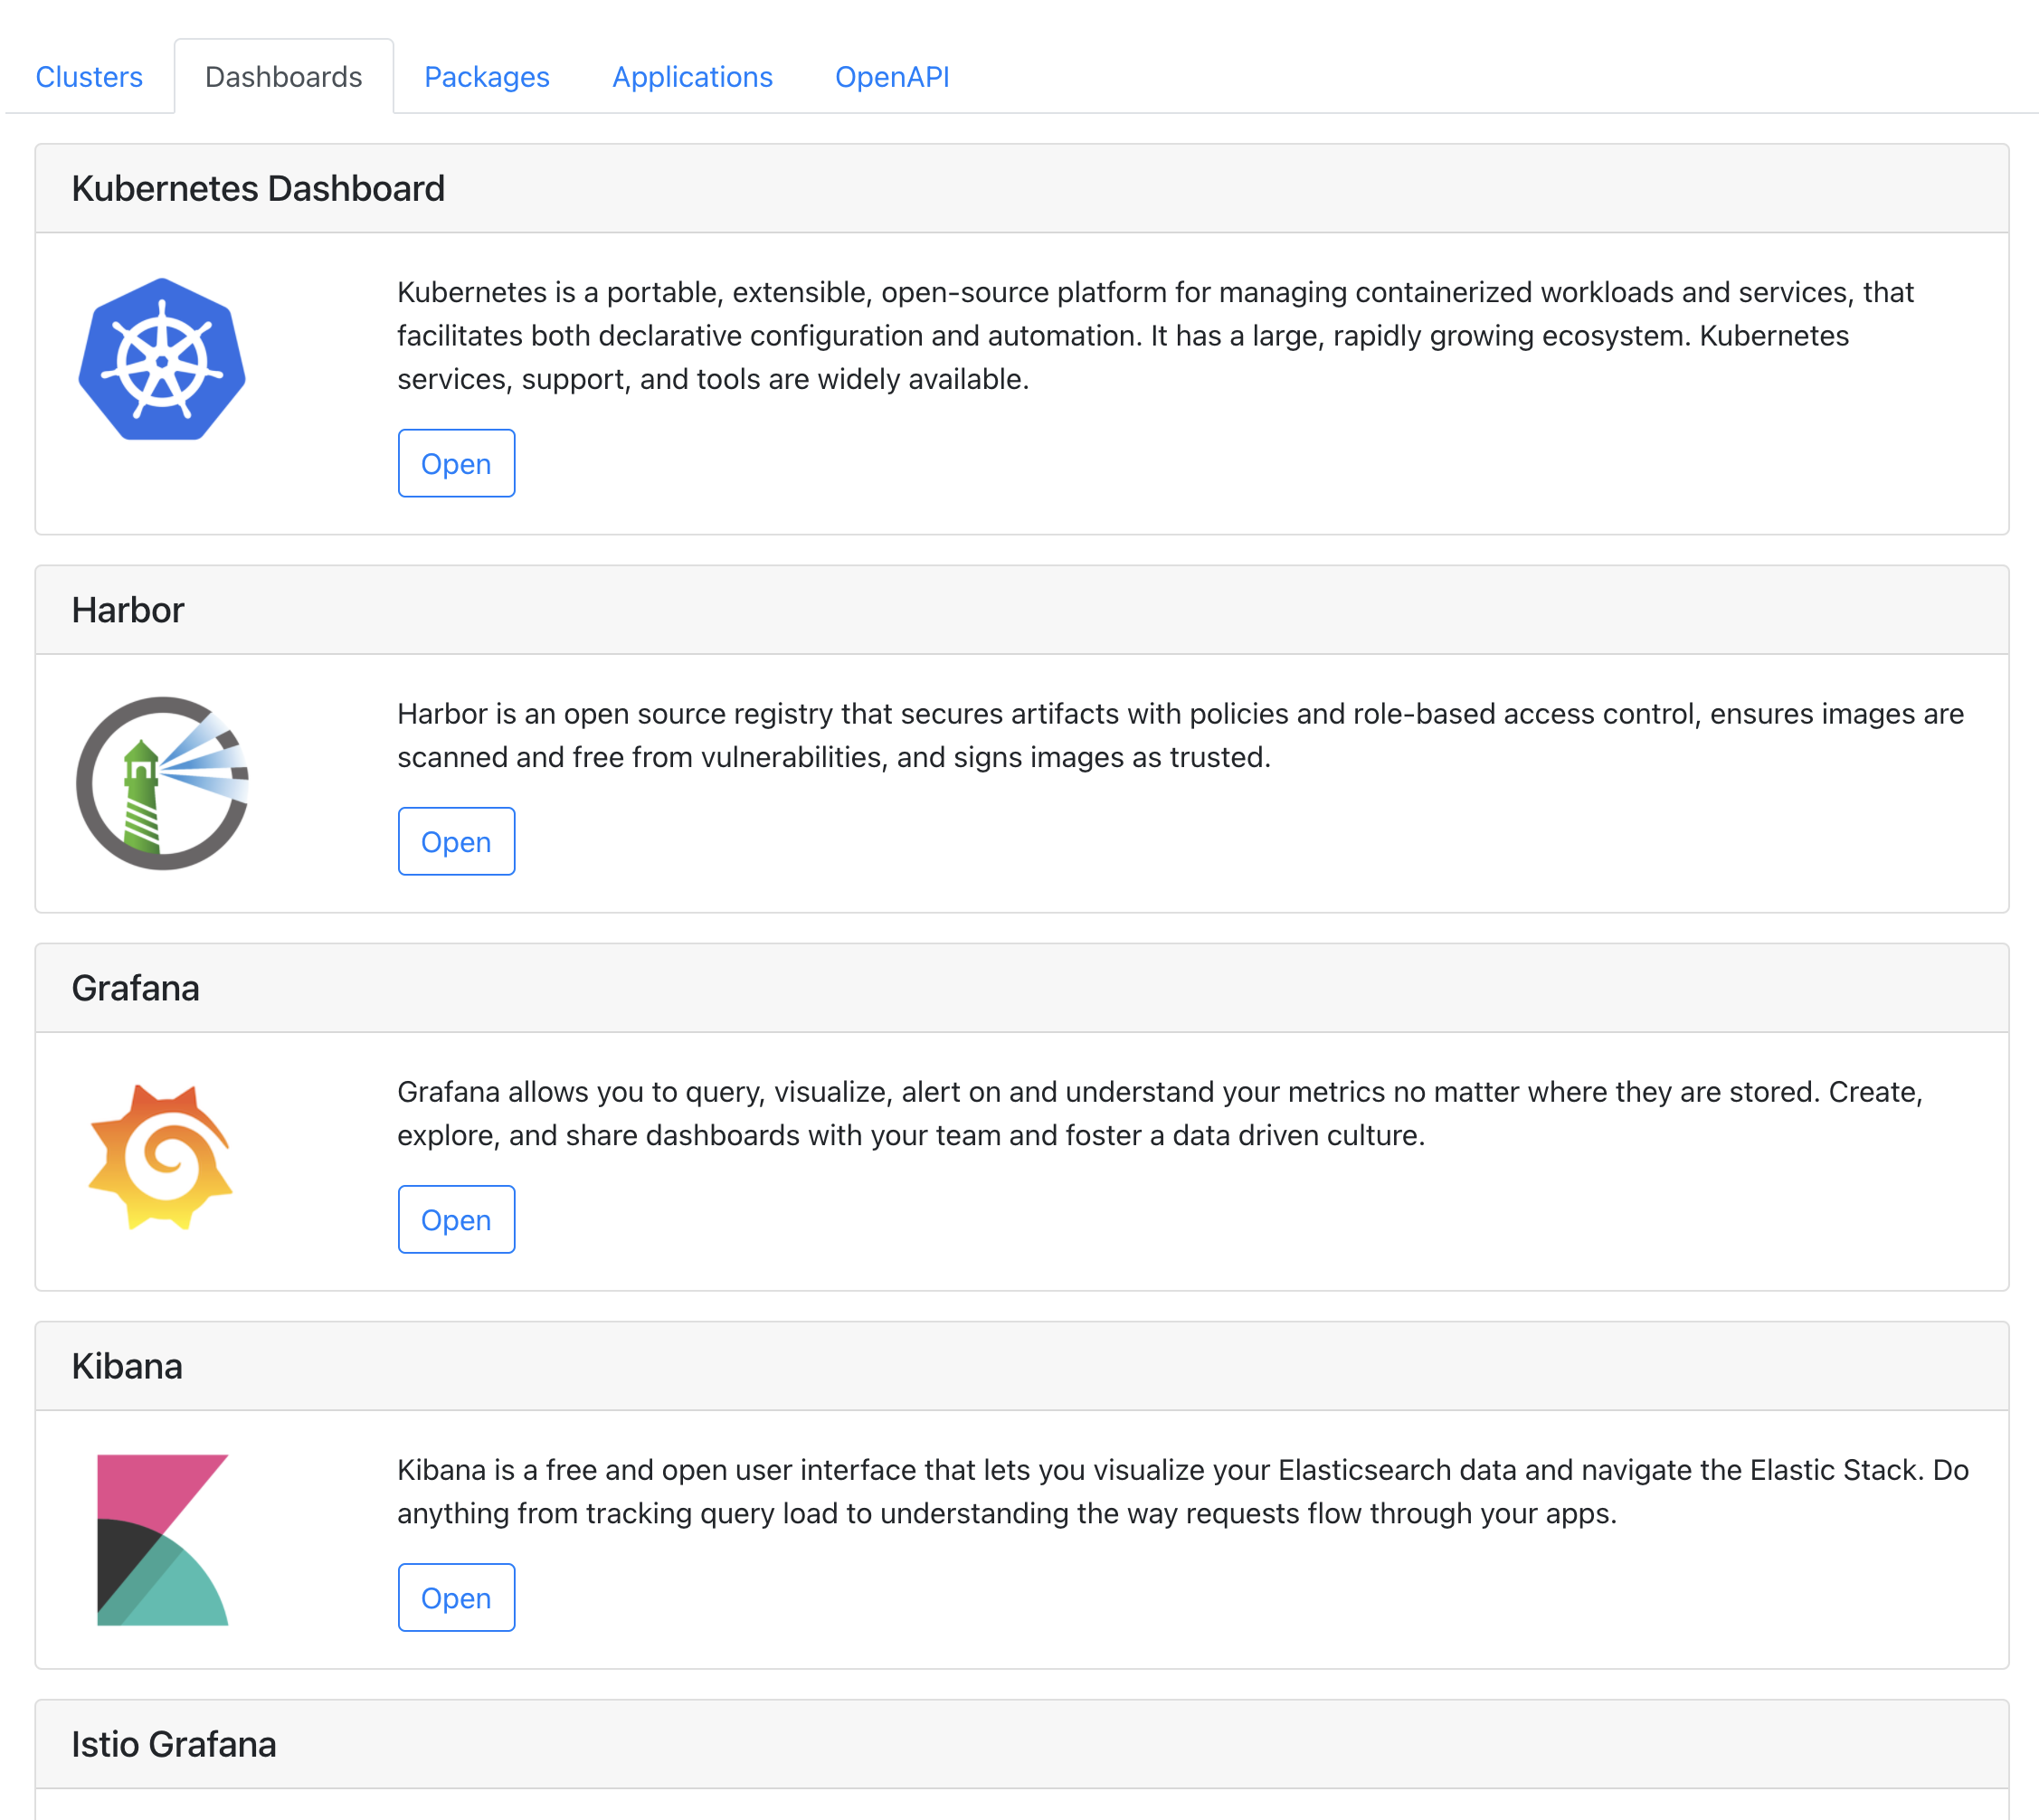 Clusters Dashboards Packages Applications OpenAPI
Kubernetes Dashboard
Kubernetes is a portable, extensible, open-source platform for managing containerized workloads and services, that
facilitates both declarative configuration and automation. It has a large, rapidly growing ecosystem. Kubernetes
services, support, and tools are widely available.
Open
Harbor
Harbor is an open source registry that secures artifacts with policies and role-based access control, ensures images are
scanned and free from vulnerabilities, and signs images as trusted.
Open
Grafana
Grafana allows you to query, visualize, alert on and understand your metrics no matter where they are stored. Create,
explore, and share dashboards with your team and foster a data driven culture.
Open
Kibana
Kibana is a free and open user interface that lets you visualize your Elasticsearch data and navigate the Elastic Stack. Do
anything from tracking query load to understanding the way requests flow through your apps.
Open
Istio Grafana